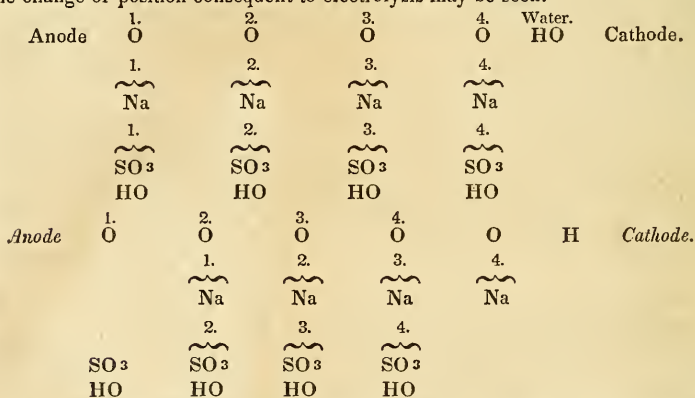 the change of position consequent to electrolysis may be seen.
1. 2. 3. 4. Water.
Anode O O O O HO Cathode.
1. 2. 3. 4.
Na Na Na Na
1. 2. 3. 4.
SO3 SO3 SO3 SO3
HO HO HO HO
1. 2. 3. 4.
Anode O O O O O H Cathode.
1. 2. 3. 4.
Na Na Na Na
2. 3. 4.
SO3 SO3 SO3 SO3
HO HO HO HO